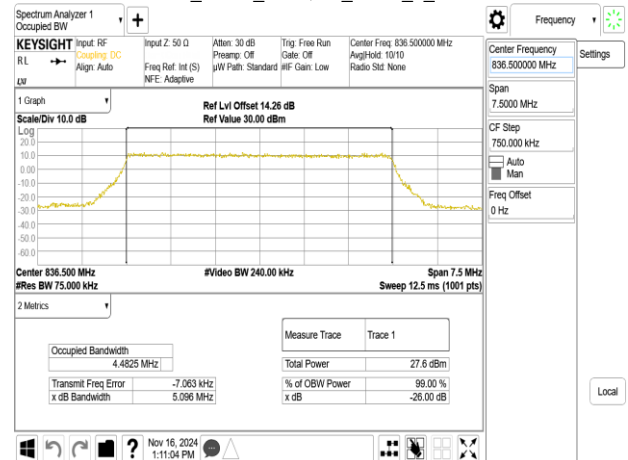 Spectrum Analyzer 1
Occupied BW
Frequency
KEYSIGHT
RL
Input: RF
Coupling: DC
Align: Auto
Input Z: 50 Ω
Freq Ref: Int (S)
NFE: Adaptive
Atten: 30 dB
Preamp: Off
µW Path: Standard
Trig: Free Run
Gate: Off
#IF Gain: Low
Center Freq: 836.500000 MHz
Avg|Hold: 10/10
Radio Std: None
Center Frequency
836.500000 MHz
Settings
Span
7.5000 MHz
CF Step
750.000 kHz
Auto
Man
Freq Offset
0 Hz
Local
1 Graph
Scale/Div 10.0 dB
Ref Lvl Offset 14.26 dB
Ref Value 30.00 dBm
Log
20.0
10.0
0.00
-10.0
-20.0
-30.0
-40.0
-50.0
-60.0
Center 836.500 MHz
#Res BW 75.000 kHz
#Video BW 240.00 kHz
Span 7.5 MHz
Sweep 12.5 ms (1001 pts)
2 Metrics
Measure Trace Trace 1
Occupied Bandwidth
4.4825 MHz
Total Power 27.6 dBm
Transmit Freq Error -7.063 kHz
% of OBW Power 99.00 %
x dB Bandwidth 5.096 MHz
x dB -26.00 dB
Nov 16, 2024
1:11:04 PM